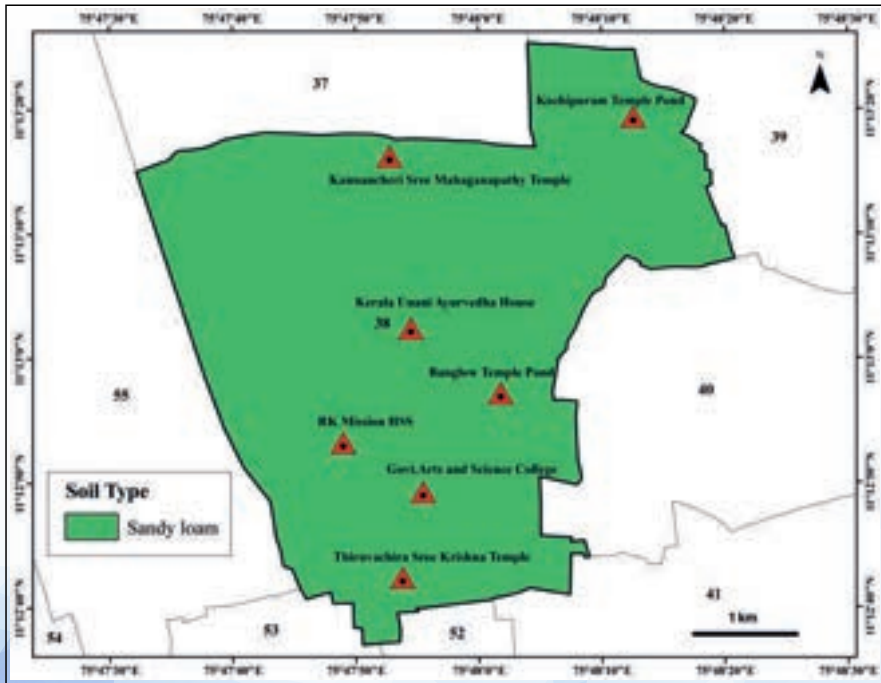 75°47'30"E 75°47'40"E 75°47'50"E 75°48'0"E 75°48'10"E 75°48'20"E 75°48'30"E
N
37
Kochipuram Temple Pond
39
Kannancheri Sree Mahaganapathy Temple
Kerala Unani Ayurvedha House
38
Banglow Temple Pond
40
55
RK Mission HSS
Govt.Arts and Science College
Soil Type
Sandy loam
Thiruvachira Sree Krishna Temple
41
1 km
53
52
54
75°47'30"E 75°47'40"E 75°47'50"E 75°48'0"E 75°48'10"E 75°48'20"E 75°48'30"E